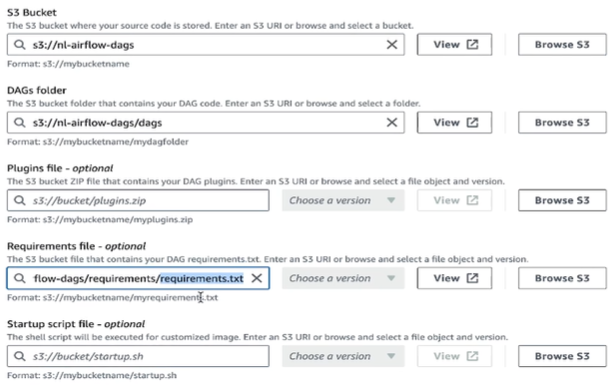 S3 Bucket
The S3 bucket where your source code is stored. Enter an S3 URI or browse and select a bucket.
s3://nl-airflow-dags View Browse S3
Format: s3://mybucketname
DAGs folder
The S3 bucket folder that contains your DAG code. Enter an S3 URI or browse and select a folder.
s3://nl-airflow-dags/dags View Browse S3
Format: s3://mybucketname/mydagfolder
Plugins file - optional
The S3 bucket ZIP file that contains your DAG plugins. Enter an S3 URI or browse and select a file object and version.
s3://bucket/plugins.zip Choose a version View Browse S3
Format: s3://mybucketname/myplugins.zip
Requirements file - optional
The S3 bucket file that contains your DAG requirements.txt. Enter an S3 URI or browse and select a file object and version.
flow-dags/requirements/requirements.txt Choose a version View Browse S3
Format: s3://mybucketname/myrequirements.txt
Startup script file - optional
The shell script will be executed for customized image. Enter an S3 URI or browse and select a file object and version.
s3://bucket/startup.sh Choose a version View Browse S3
Format: s3://mybucketname/startup.sh